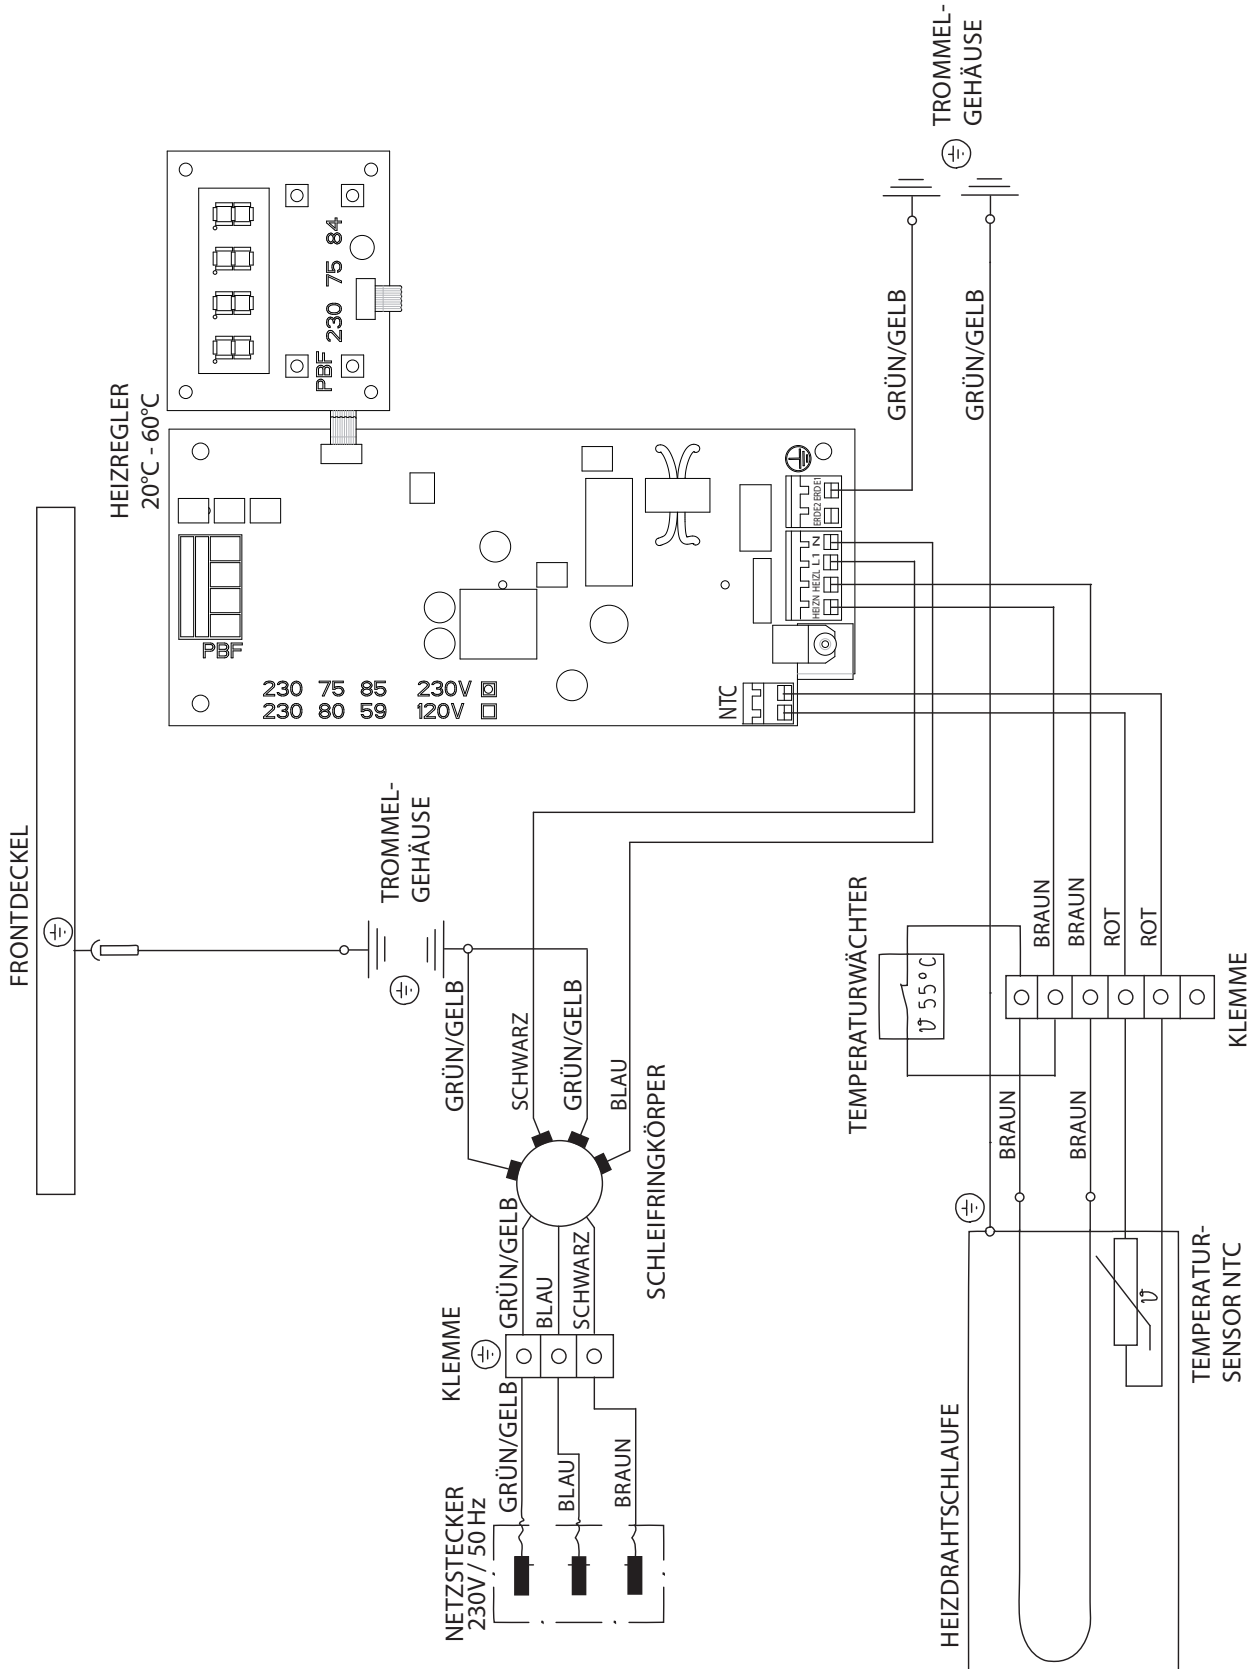 FRONTDECKEL
HEIZREGLER
20°C - 60°C
PBF
230 75 84
PBF
230 75 85 230V
230 80 59 120V
NTC
HEIZN
HEIZL
L1
N
ERDE2
ERDE1
TROMMEL-
GEHÄUSE
GRÜN/GELB
GRÜN/GELB
TROMMEL-
GEHÄUSE
GRÜN/GELB
SCHWARZ
GRÜN/GELB
BLAU
SCHLEIFRINGKÖRPER
GRÜN/GELB
BLAU
SCHWARZ
KLEMME
GRÜN/GELB
BLAU
BRAUN
NETZSTECKER
230V / 50 Hz
TEMPERATURWÄCHTER
ϑ 55°C
BRAUN
BRAUN
ROT
ROT
KLEMME
BRAUN
BRAUN
ϑ
TEMPERATUR-
SENSOR NTC
HEIZDRAHTSCHLAUFE